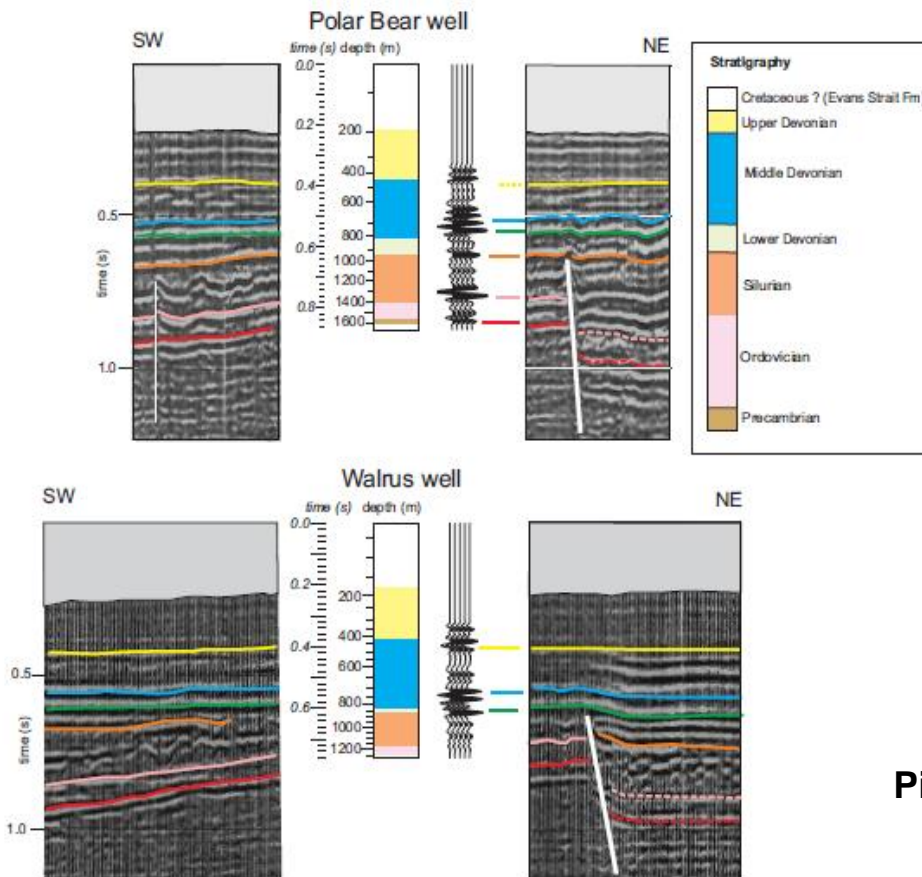 Polar Bear well
SW
NE
time (s) depth (m)
0.0
0.2
0.4
0.6
0.8
200
400
600
800
1000
1200
1400
1600
0.5
1.0
time (s)
Stratigraphy
Cretaceous ? (Evans Strait Fm)
Upper Devonian
Middle Devonian
Lower Devonian
Silurian
Ordovician
Precambrian
Walrus well
SW
NE
time (s) depth (m)
0.0
0.2
0.4
0.6
200
400
600
800
1000
1200
0.5
1.0
time (s)
Pi